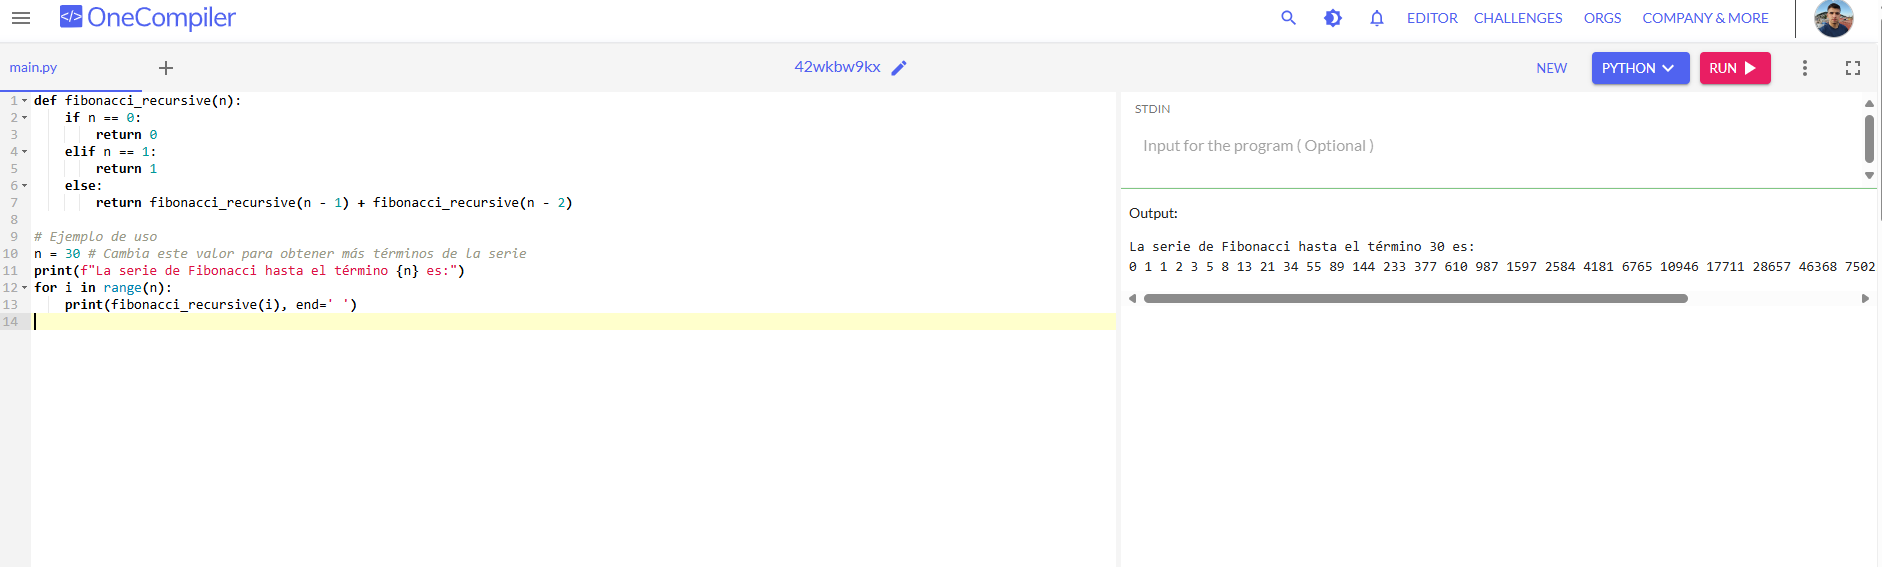 </> OneCompiler
EDITOR CHALLENGES ORGS COMPANY & MORE
main.py
42wkbw9kx
NEW PYTHON RUN
1 def fibonacci_recursive(n):
2 if n == 0:
3 return 0
4 elif n == 1:
5 return 1
6 else:
7 return fibonacci_recursive(n - 1) + fibonacci_recursive(n - 2)
8
9 # Ejemplo de uso
10 n = 30 # Cambia este valor para obtener más términos de la serie
11 print(f"La serie de Fibonacci hasta el término {n} es:")
12 for i in range(n):
13 print(fibonacci_recursive(i), end=' ')
14
STDIN
Input for the program ( Optional )
Output:
La serie de Fibonacci hasta el término 30 es:
0 1 1 2 3 5 8 13 21 34 55 89 144 233 377 610 987 1597 2584 4181 6765 10946 17711 28657 46368 7502